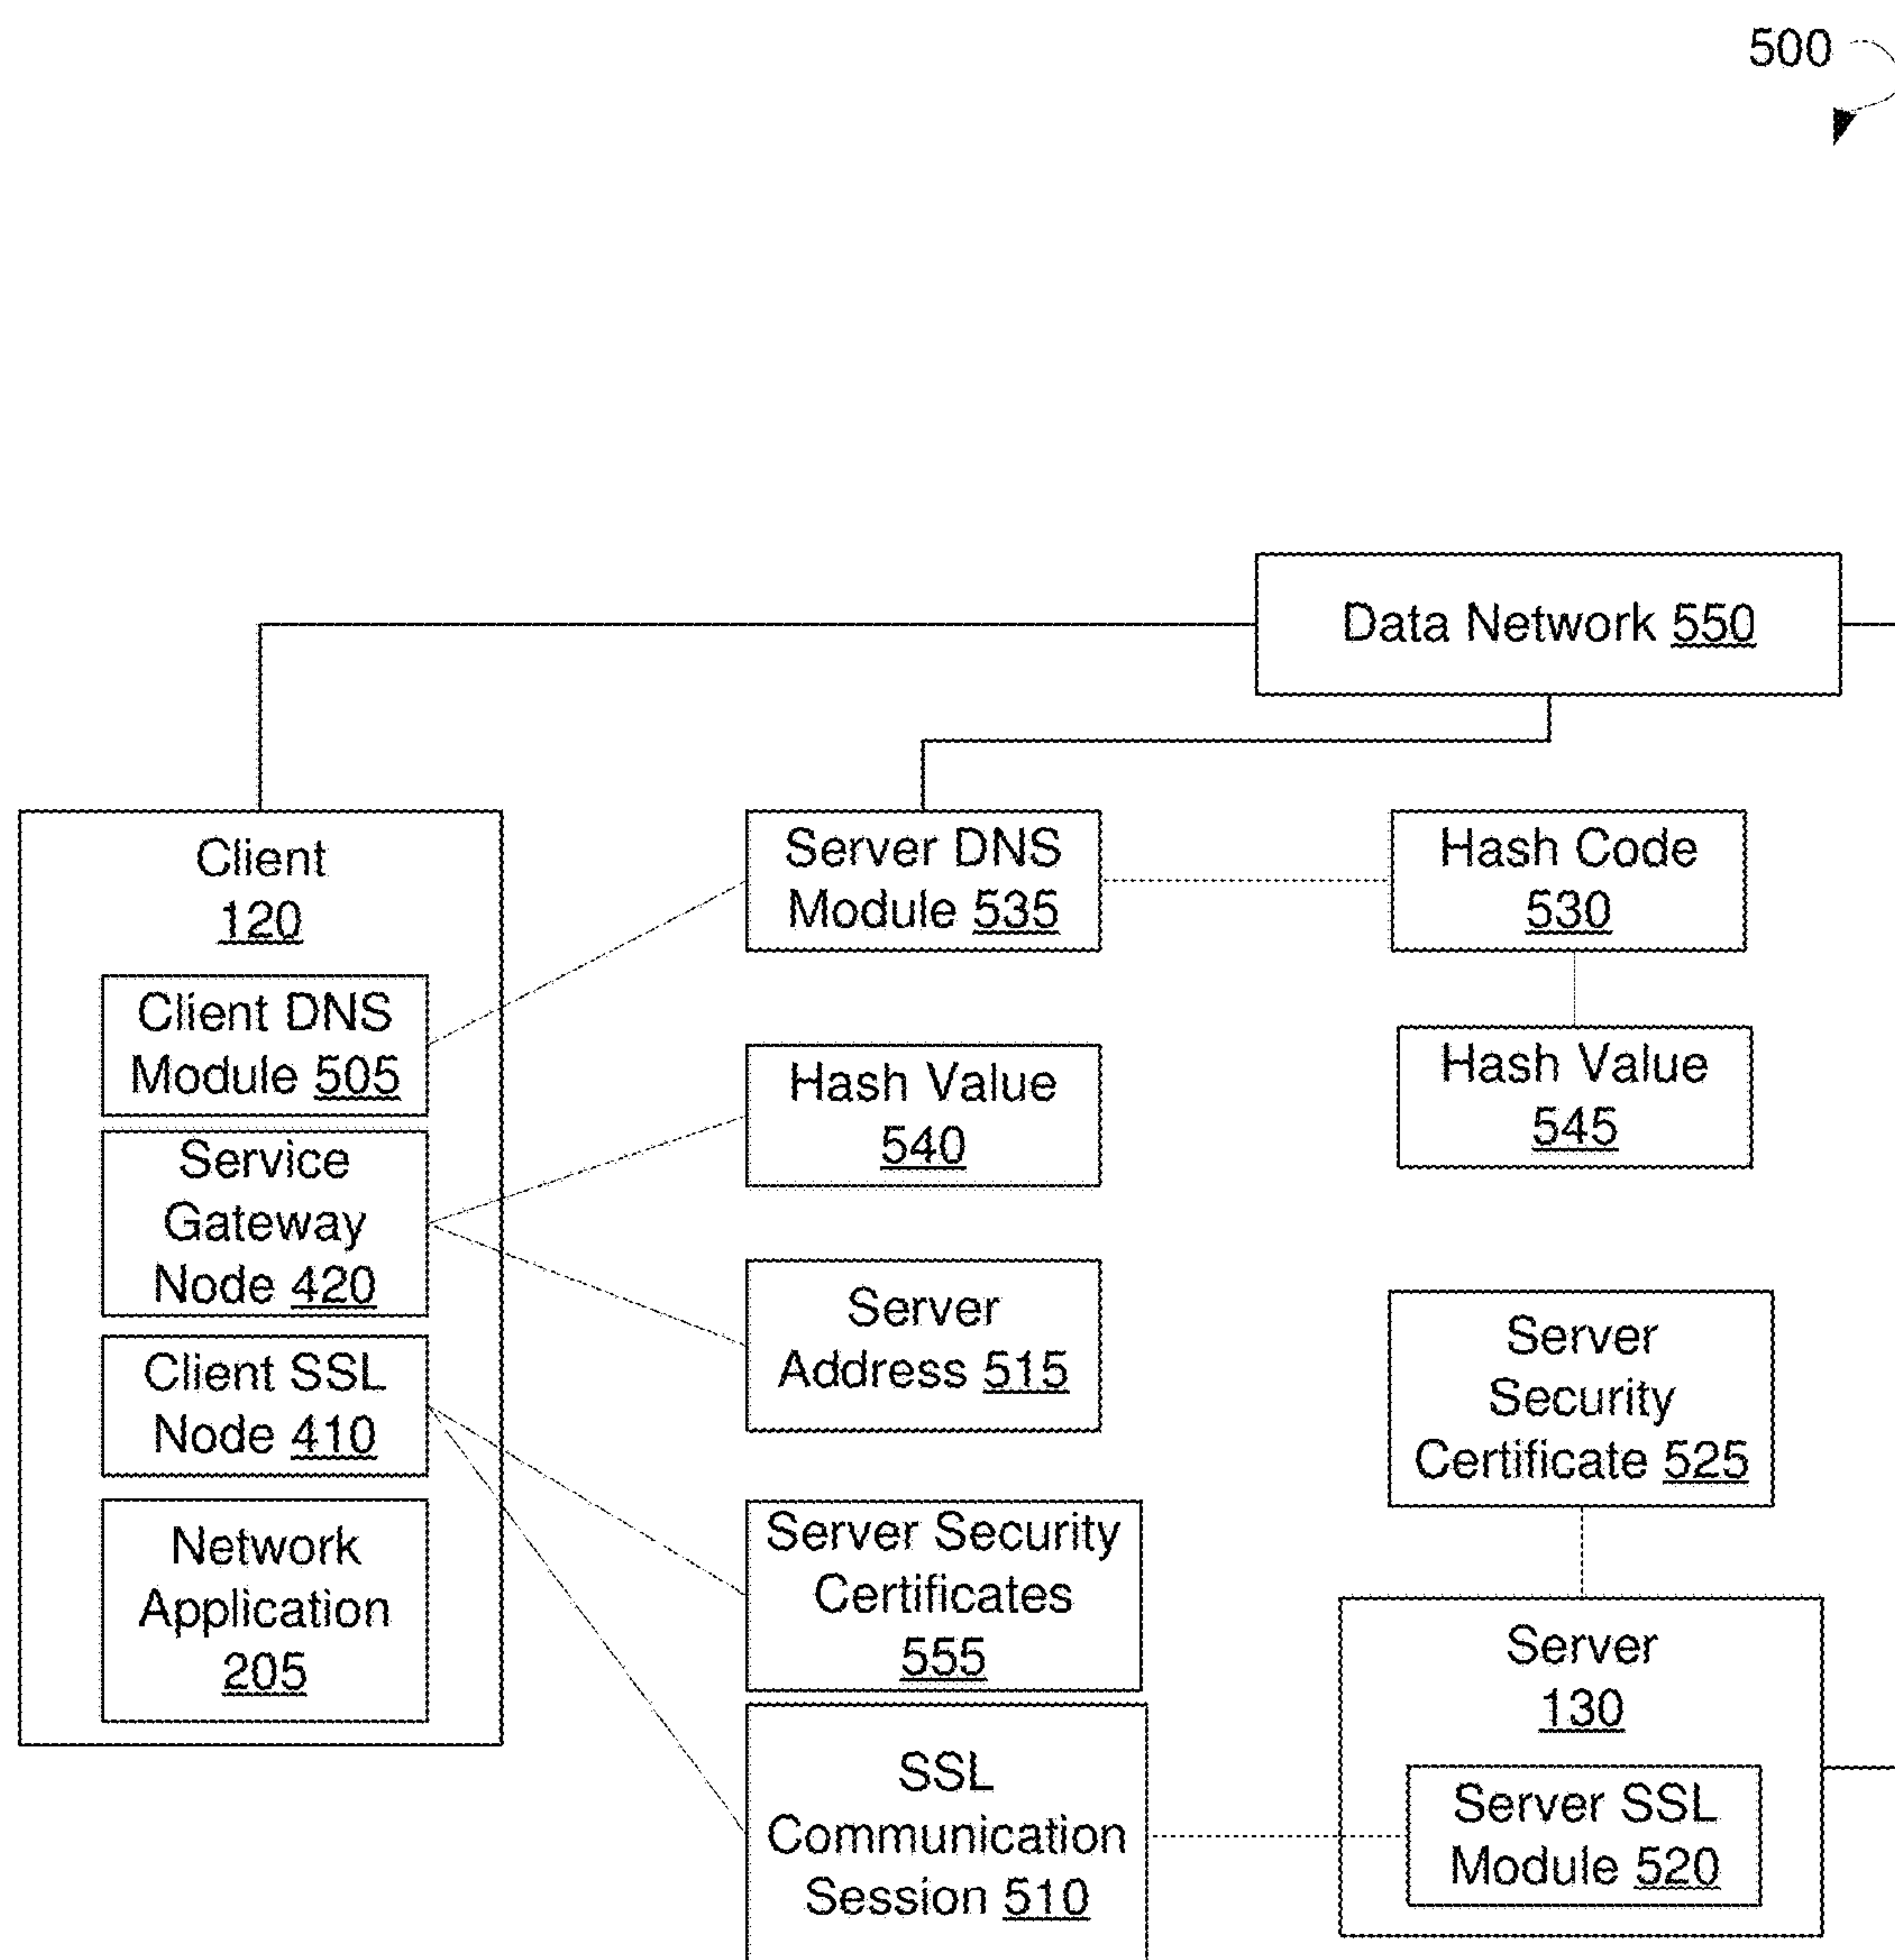 500
Data Network 550
Client
120
Client DNS
Module 505
Service
Gateway
Node 420
Client SSL
Node 410
Network
Application
205
Server DNS
Module 535
Hash Value
540
Server
Address 515
Server Security
Certificates
555
SSL
Communication
Session 510
Hash Code
530
Hash Value
545
Server
Security
Certificate 525
Server
130
Server SSL
Module 520